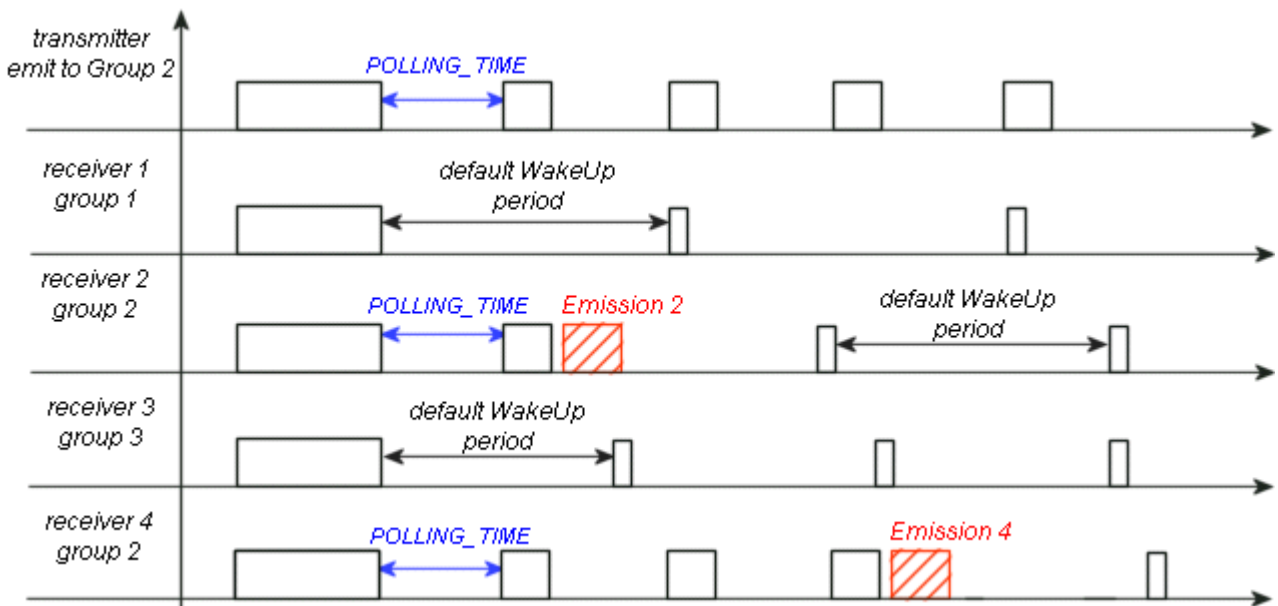 transmitter
emit to Group 2
POLLING_TIME
receiver 1
group 1
default WakeUp
period
receiver 2
group 2
POLLING_TIME
Emission 2
default WakeUp
period
receiver 3
group 3
default WakeUp
period
receiver 4
group 2
POLLING_TIME
Emission 4